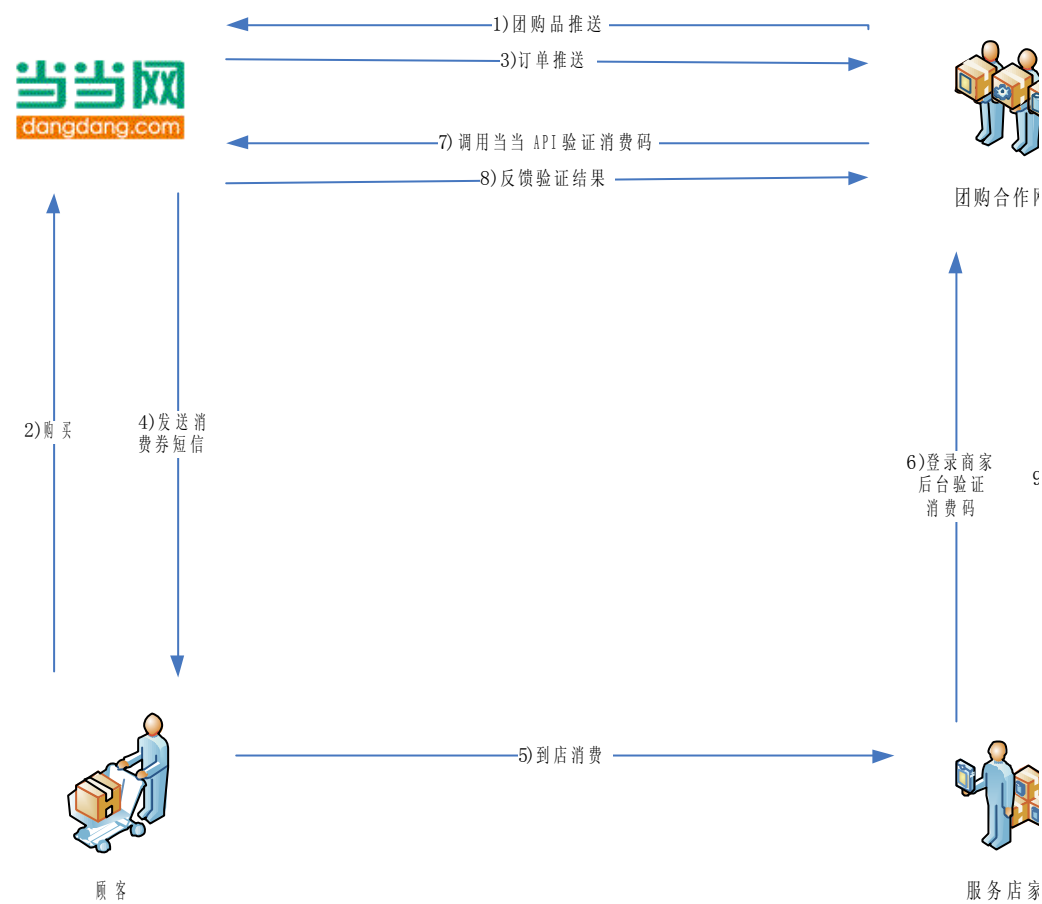 1)团购品推送
3)订单推送
当当网
dangdang.com
7)调用当当 API验证消费码
8)反馈验证结果
团购合作
2)购买
4)发送消
费券短信
6)登录商家
后台验证
消费码
9
5)到店消费
顾客
服务店家